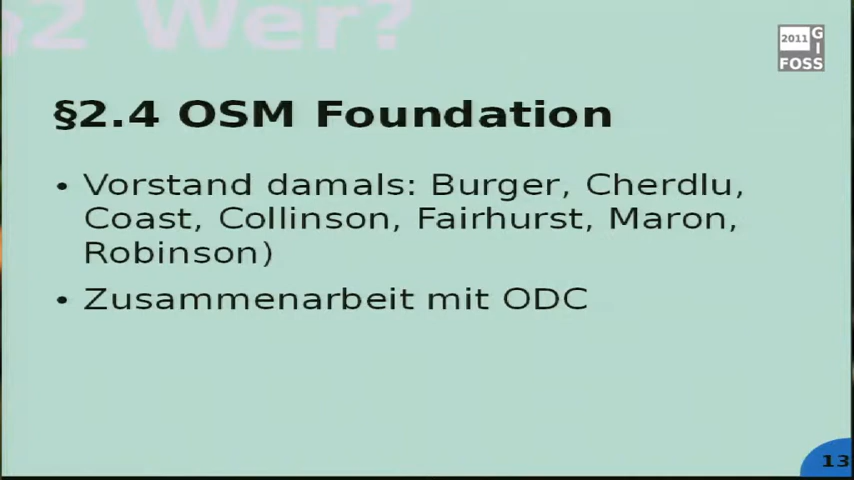 §2 Wer?
2011
G
I
FOSS
§2.4 OSM Foundation
• Vorstand damals: Burger, Cherdlu,
Coast, Collinson, Fairhurst, Maron,
Robinson)
• Zusammenarbeit mit ODC
13